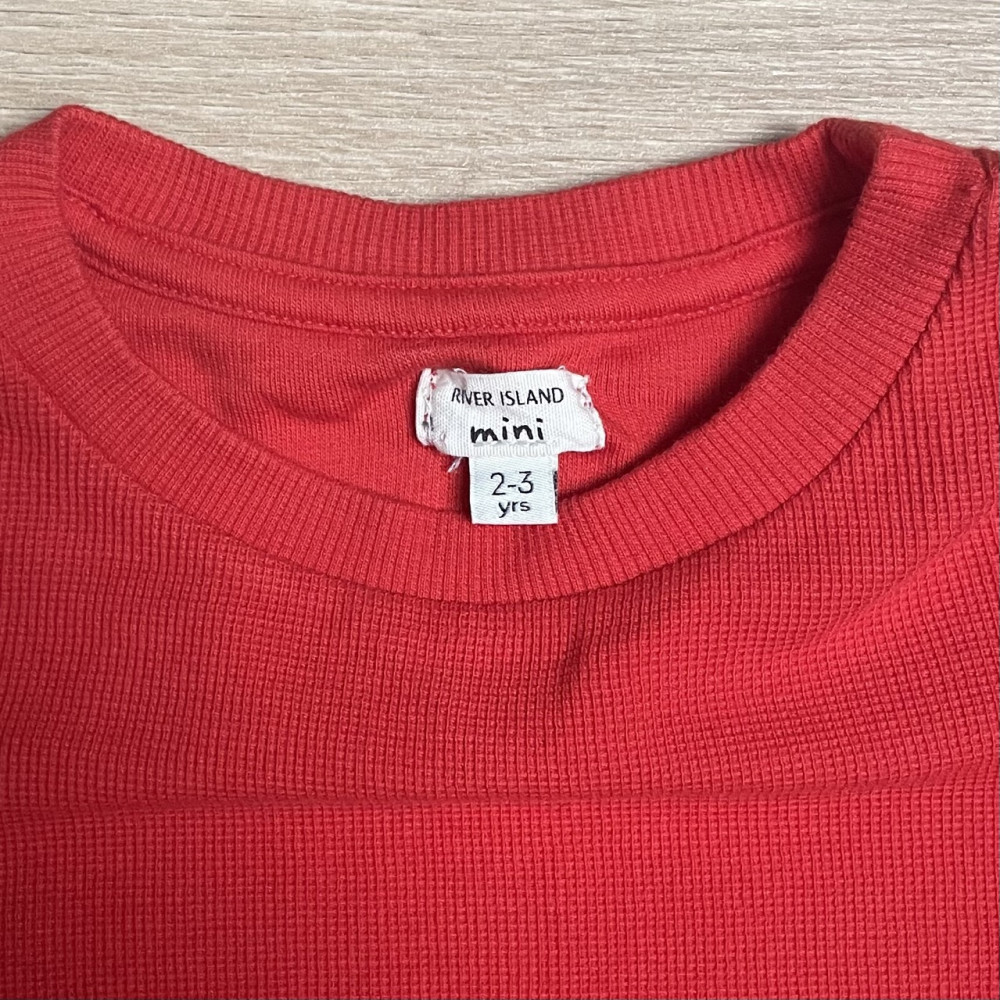 RIVER ISLAND
mini
2-3
yrs